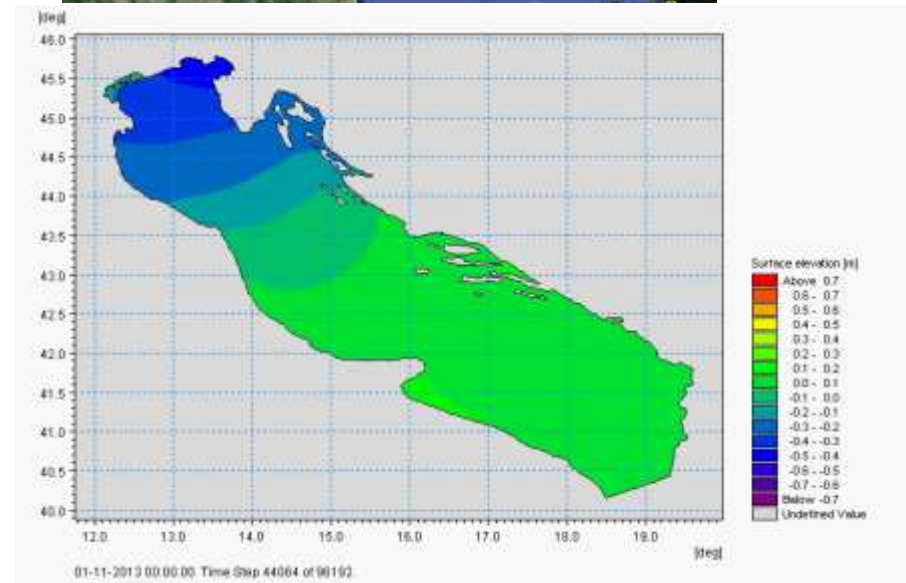 [deg]
46.0
45.5
45.0
44.5
44.0
43.5
43.0
42.5
42.0
41.5
41.0
40.5
40.0
12.0 13.0 14.0 15.0 16.0 17.0 18.0 19.0
[deg]
01-11-2013 00:00:00 Time Step 44064 of 96192.
Surface elevation [m]
Above 0.7
0.6 - 0.7
0.5 - 0.6
0.4 - 0.5
0.3 - 0.4
0.2 - 0.3
0.1 - 0.2
0.0 - 0.1
-0.1 - 0.0
-0.2 - -0.1
-0.3 - -0.2
-0.4 - -0.3
-0.5 - -0.4
-0.6 - -0.5
-0.7 - -0.6
Below -0.7
Undefined Value